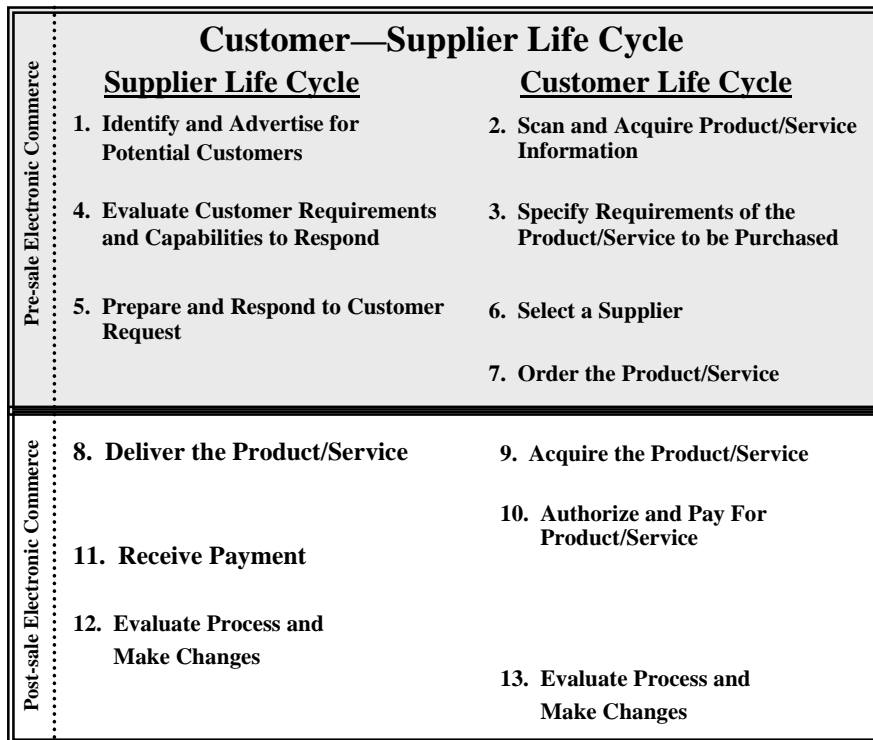 Customer—Supplier Life Cycle
Supplier Life Cycle
Customer Life Cycle
Pre-sale Electronic Commerce
1. Identify and Advertise for
Potential Customers
2. Scan and Acquire Product/Service
Information
4. Evaluate Customer Requirements
and Capabilities to Respond
3. Specify Requirements of the
Product/Service to be Purchased
5. Prepare and Respond to Customer
Request
6. Select a Supplier
7. Order the Product/Service
Post-sale Electronic Commerce
8. Deliver the Product/Service
9. Acquire the Product/Service
10. Authorize and Pay For
Product/Service
11. Receive Payment
12. Evaluate Process and
Make Changes
13. Evaluate Process and
Make Changes